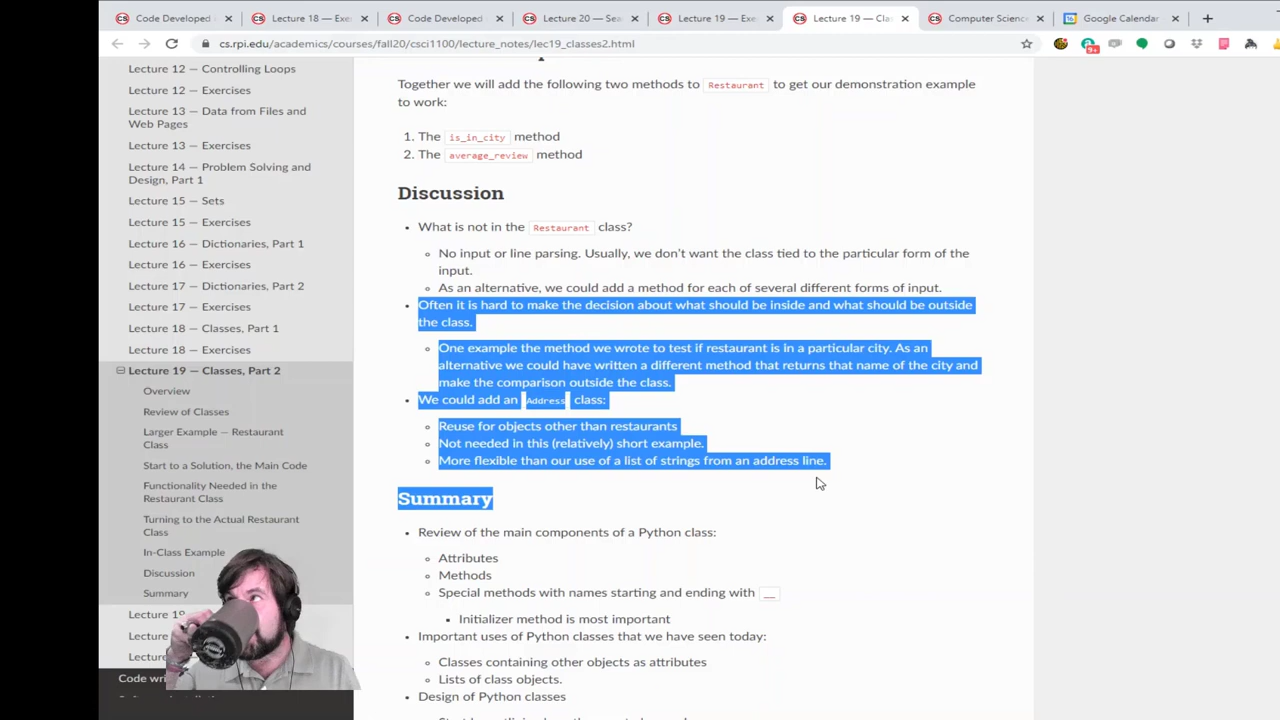 Code Developed
Lecture 18 — Exe
Code Developed
Lecture 20 — Sea
Lecture 19 — Exe
Lecture 19 — Cla
Computer Scienc
Google Calendar
cs.rpi.edu/academics/courses/fall20/csci1100/lecture_notes/lec19_classes2.html
9+
Lecture 12 — Controlling Loops
Lecture 12 — Exercises
Lecture 13 — Data from Files and
Web Pages
Lecture 13 — Exercises
Lecture 14 — Problem Solving and
Design, Part 1
Lecture 15 — Sets
Lecture 15 — Exercises
Lecture 16 — Dictionaries, Part 1
Lecture 16 — Exercises
Lecture 17 — Dictionaries, Part 2
Lecture 17 — Exercises
Lecture 18 — Classes, Part 1
Lecture 18 — Exercises
Lecture 19 — Classes, Part 2
Overview
Review of Classes
Larger Example — Restaurant
Class
Start to a Solution, the Main Code
Functionality Needed in the
Restaurant Class
Turning to the Actual Restaurant
Class
In-Class Example
Discussion
Summary
Lecture 19
Lecture
Lecture
Code wri
Together we will add the following two methods to Restaurant to get our demonstration example
to work:
1. The is_in_city method
2. The average_review method
Discussion
• What is not in the Restaurant class?
No input or line parsing. Usually, we don't want the class tied to the particular form of the
input.
As an alternative, we could add a method for each of several different forms of input.
• Often it is hard to make the decision about what should be inside and what should be outside
the class.
One example the method we wrote to test if restaurant is in a particular city. As an
alternative we could have written a different method that returns that name of the city and
make the comparison outside the class.
• We could add an Address class:
Reuse for objects other than restaurants
Not needed in this (relatively) short example.
More flexible than our use of a list of strings from an address line.
Summary
• Review of the main components of a Python class:
Attributes
Methods
Special methods with names starting and ending with __
Initializer method is most important
• Important uses of Python classes that we have seen today:
Classes containing other objects as attributes
Lists of class objects.
• Design of Python classes